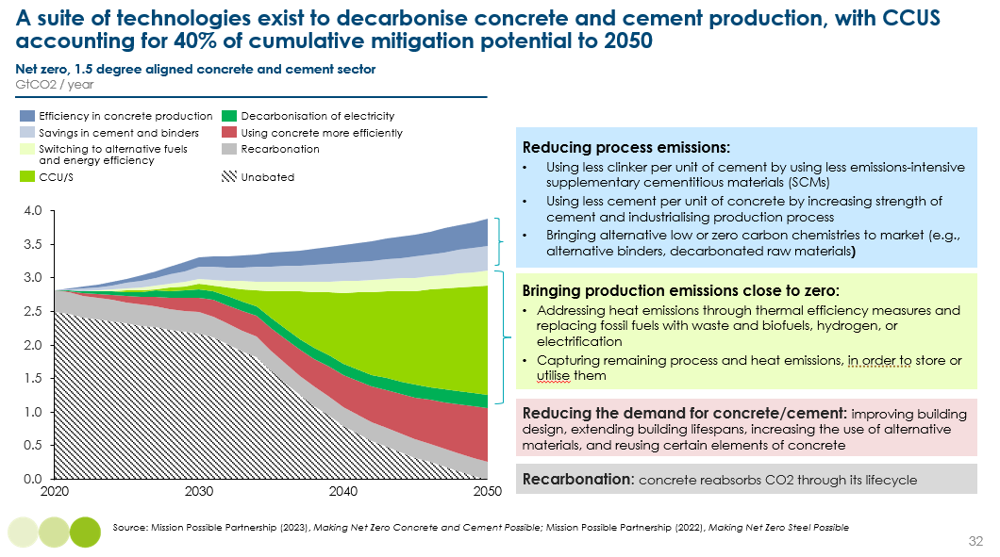 A suite of technologies exist to decarbonise concrete and cement production, with CCUS
accounting for 40% of cumulative mitigation potential to 2050
Net zero, 1.5 degree aligned concrete and cement sector
GtCO2 / year
Efficiency in concrete production
Decarbonisation of electricity
Savings in cement and binders
Using concrete more efficiently
Switching to alternative fuels
and energy efficiency
Recarbonation
CCU/S
Unabated
4.0
3.5
3.0
2.5
2.0
1.5
1.0
0.5
0.0
2020
2030
2040
2050
Reducing process emissions:
• Using less clinker per unit of cement by using less emissions-intensive
supplementary cementitious materials (SCMs)
• Using less cement per unit of concrete by increasing strength of
cement and industrialising production process
• Bringing alternative low or zero carbon chemistries to market (e.g.,
alternative binders, decarbonated raw materials)
Bringing production emissions close to zero:
• Addressing heat emissions through thermal efficiency measures and
replacing fossil fuels with waste and biofuels, hydrogen, or
electrification
• Capturing remaining process and heat emissions, in order to store or
utilise them
Reducing the demand for concrete/cement: improving building
design, extending building lifespans, increasing the use of alternative
materials, and reusing certain elements of concrete
Recarbonation: concrete reabsorbs CO2 through its lifecycle
Source: Mission Possible Partnership (2023), Making Net Zero Concrete and Cement Possible; Mission Possible Partnership (2022), Making Net Zero Steel Possible
32